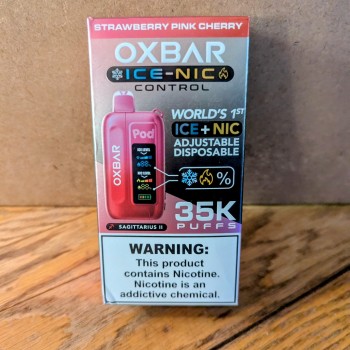 STRAWBERRY PINK CHERRY
OXBAR
ICE-NIC
CONTROL
WORLD'S 1ST
ICE + NIC
ADJUSTABLE
DISPOSABLE
Pod
OXBAR
%
35K
PUFFS
SAGITTARIUS II
WARNING:
This product
contains Nicotine.
Nicotine is an
addictive chemical.